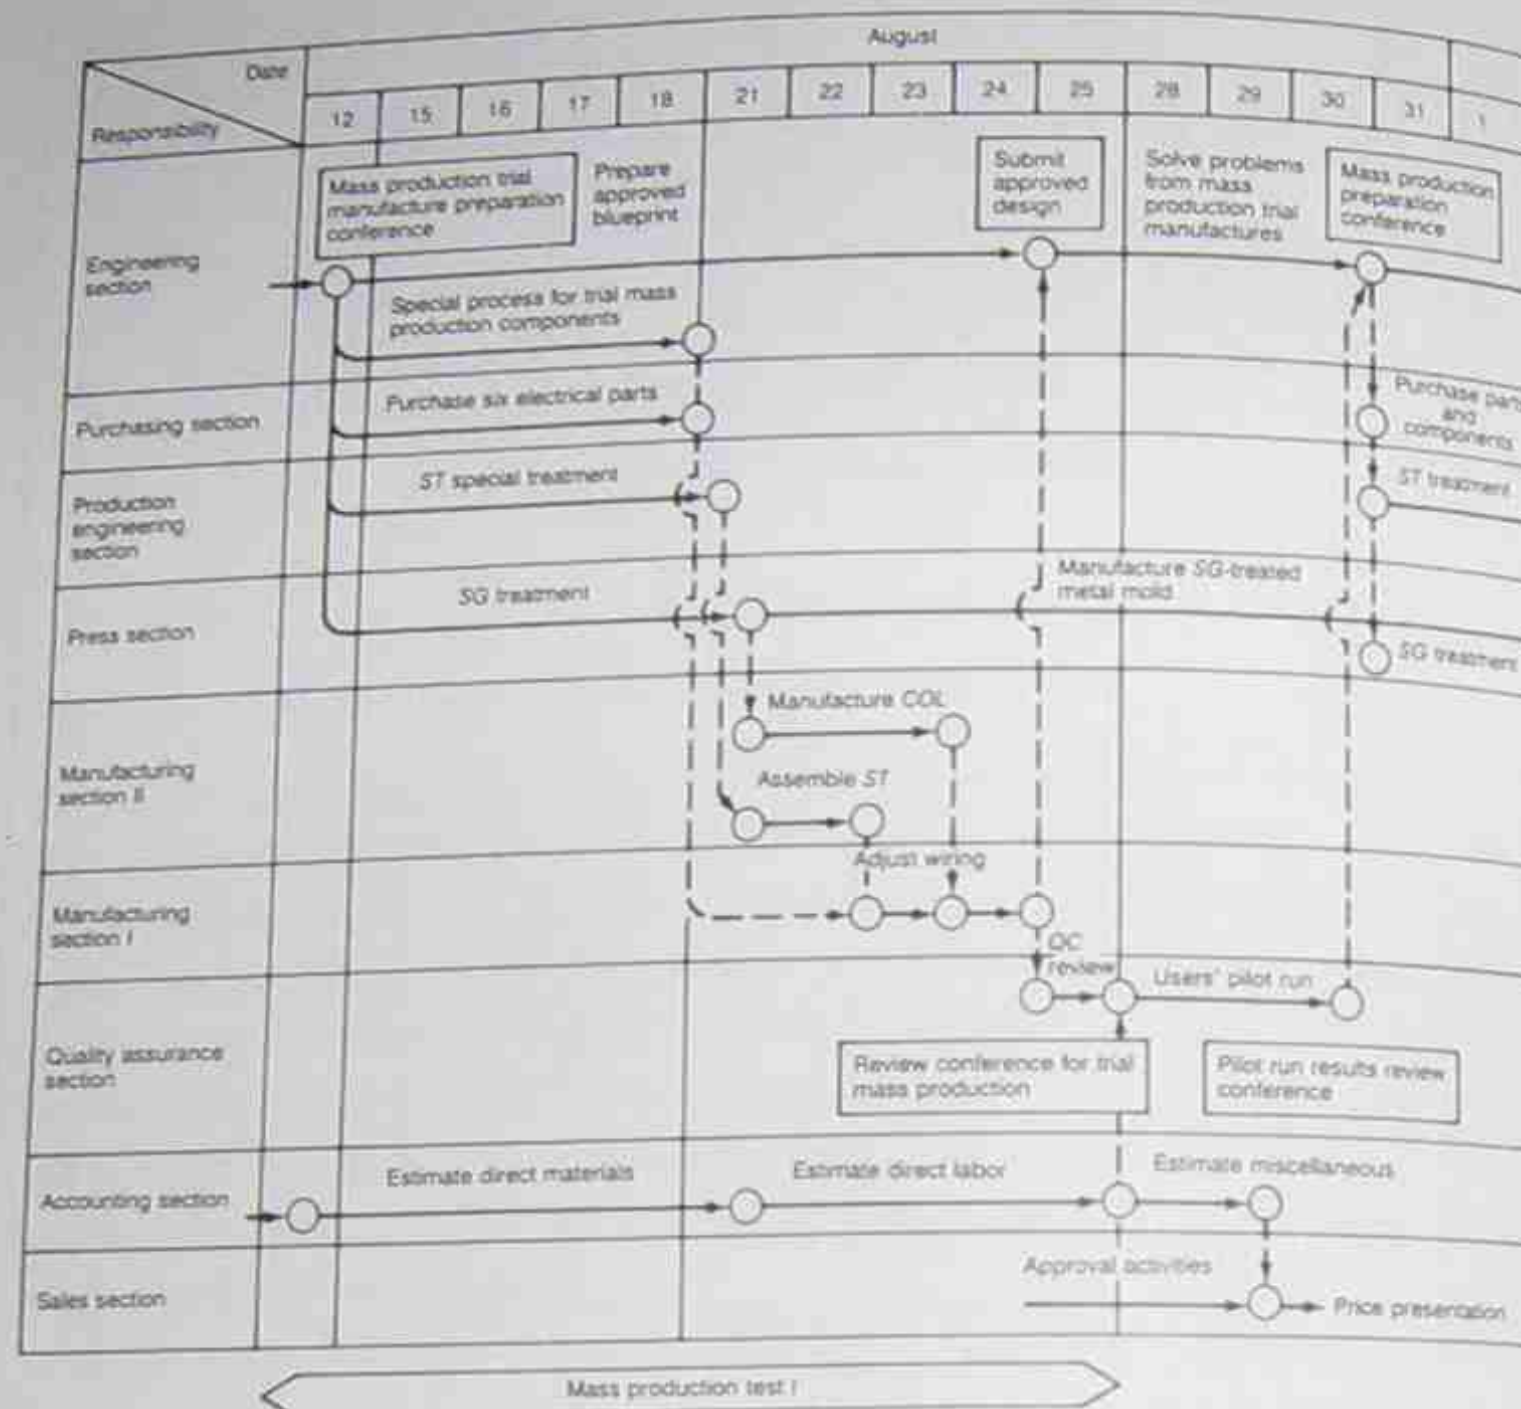 August
Date
Responsibility
12
15
16
17
18
21
22
23
24
25
28
29
30
31
1
Engineering
section
Mass production trial
manufacture preparation
conference
Prepare
approved
blueprint
Submit
approved
design
Solve problems
from mass
production trial
manufactures
Mass production
preparation
conference
Special process for trial mass
production components
Purchasing section
Purchase six electrical parts
Purchase parts
and
components
Production
engineering
section
ST special treatment
ST treatment
Press section
SG treatment
Manufacture SG-treated
metal mold
SG treatment
Manufacturing
section II
Manufacture COL
Assemble ST
Manufacturing
section I
Adjust wiring
Quality assurance
section
QC
review
Users' pilot run
Review conference for trial
mass production
Pilot run results review
conference
Accounting section
Estimate direct materials
Estimate direct labor
Estimate miscellaneous
Sales section
Approval activities
Price presentation
Mass production test I